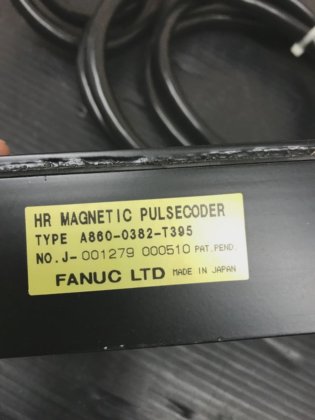 HR MAGNETIC PULSECODER
TYPE A860-0382-T395
NO.J-001279 000510 PAT.PEND.
FANUC LTD MADE IN JAPAN